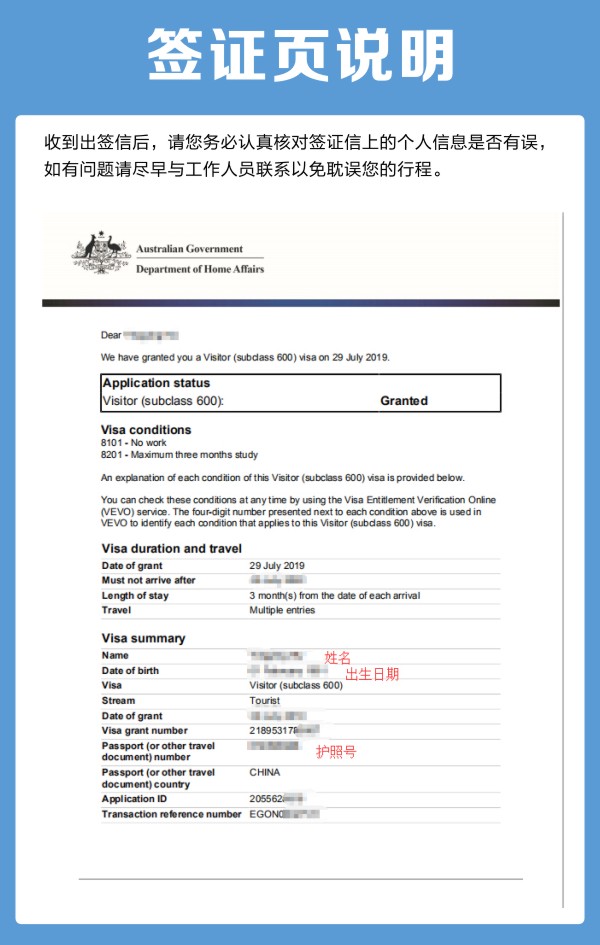 签证页说明
收到出签信后，请您务必认真核对签证信上的个人信息是否有误，
如有问题请尽早与工作人员联系以免耽误您的行程。
Australian Government
Department of Home Affairs
Dear
We have granted you a Visitor (subclass 600) visa on 29 July 2019.
Application status
Visitor (subclass 600): Granted
Visa conditions
8101 - No work
8201 - Maximum three months study
An explanation of each condition of this Visitor (subclass 600) visa is provided below.
You can check these conditions at any time by using the Visa Entitlement Verification Online
(VEVO) service. The four-digit number presented next to each condition above is used in
VEVO to identify each condition that applies to this Visitor (subclass 600) visa.
Visa duration and travel
Date of grant 29 July 2019
Must not arrive after
Length of stay 3 month(s) from the date of each arrival
Travel Multiple entries
Visa summary
Name 姓名
Date of birth 出生日期
Visa Visitor (subclass 600)
Stream Tourist
Date of grant
Visa grant number 21895317
Passport (or other travel
document) number 护照号
Passport (or other travel CHINA
document) country
Application ID 205562
Transaction reference number EGON